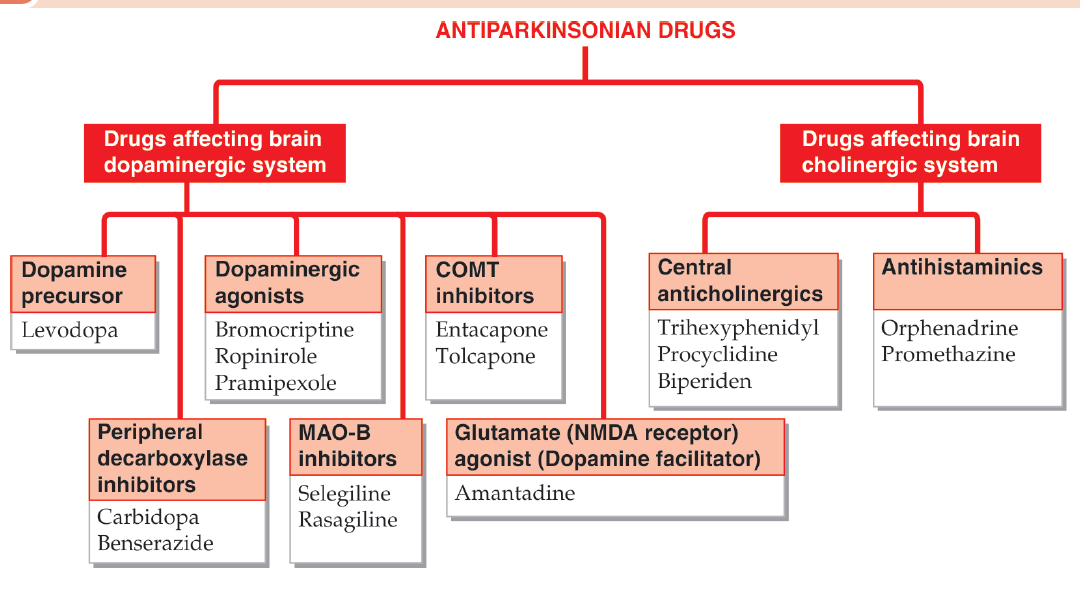 ANTIPARKINSONIAN DRUGS
Drugs affecting brain
dopaminergic system
Drugs affecting brain
cholinergic system
Dopamine
precursor
Levodopa
Dopaminergic
agonists
Bromocriptine
Ropinirole
Pramipexole
COMT
inhibitors
Entacapone
Tolcapone
Central
anticholinergics
Trihexyphenidyl
Procyclidine
Biperiden
Antihistaminics
Orphenadrine
Promethazine
Peripheral
decarboxylase
inhibitors
Carbidopa
Benserazide
MAO-B
inhibitors
Selegiline
Rasagiline
Glutamate (NMDA receptor)
agonist (Dopamine facilitator)
Amantadine